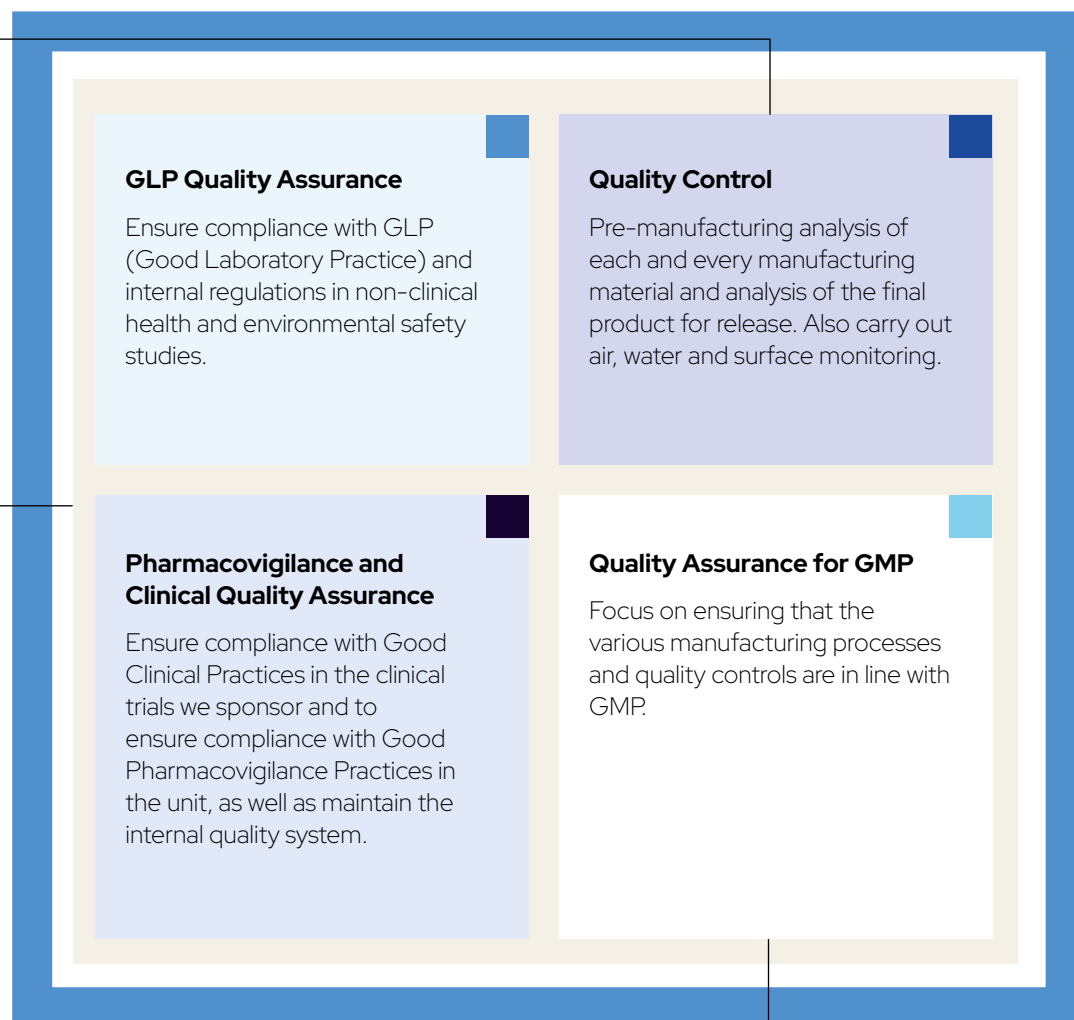 GLP Quality Assurance
Ensure compliance with GLP
(Good Laboratory Practice) and
internal regulations in non-clinical
health and environmental safety
studies.
Quality Control
Pre-manufacturing analysis of
each and every manufacturing
material and analysis of the final
product for release. Also carry out
air, water and surface monitoring.
Pharmacovigilance and
Clinical Quality Assurance
Ensure compliance with Good
Clinical Practices in the clinical
trials we sponsor and to
ensure compliance with Good
Pharmacovigilance Practices in
the unit, as well as maintain the
internal quality system.
Quality Assurance for GMP
Focus on ensuring that the
various manufacturing processes
and quality controls are in line with
GMP.